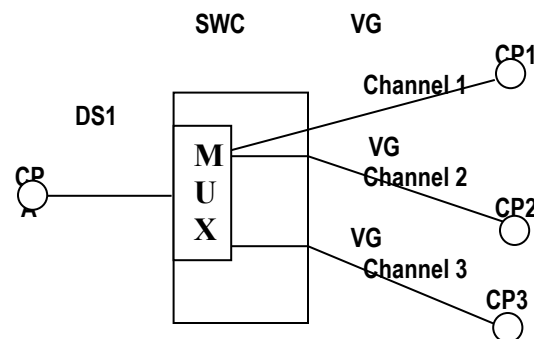 SWC VG
CP1
Channel 1
DS1
VG
Channel 2
M
U
X
CP
A
CP2
VG
Channel 3
CP3